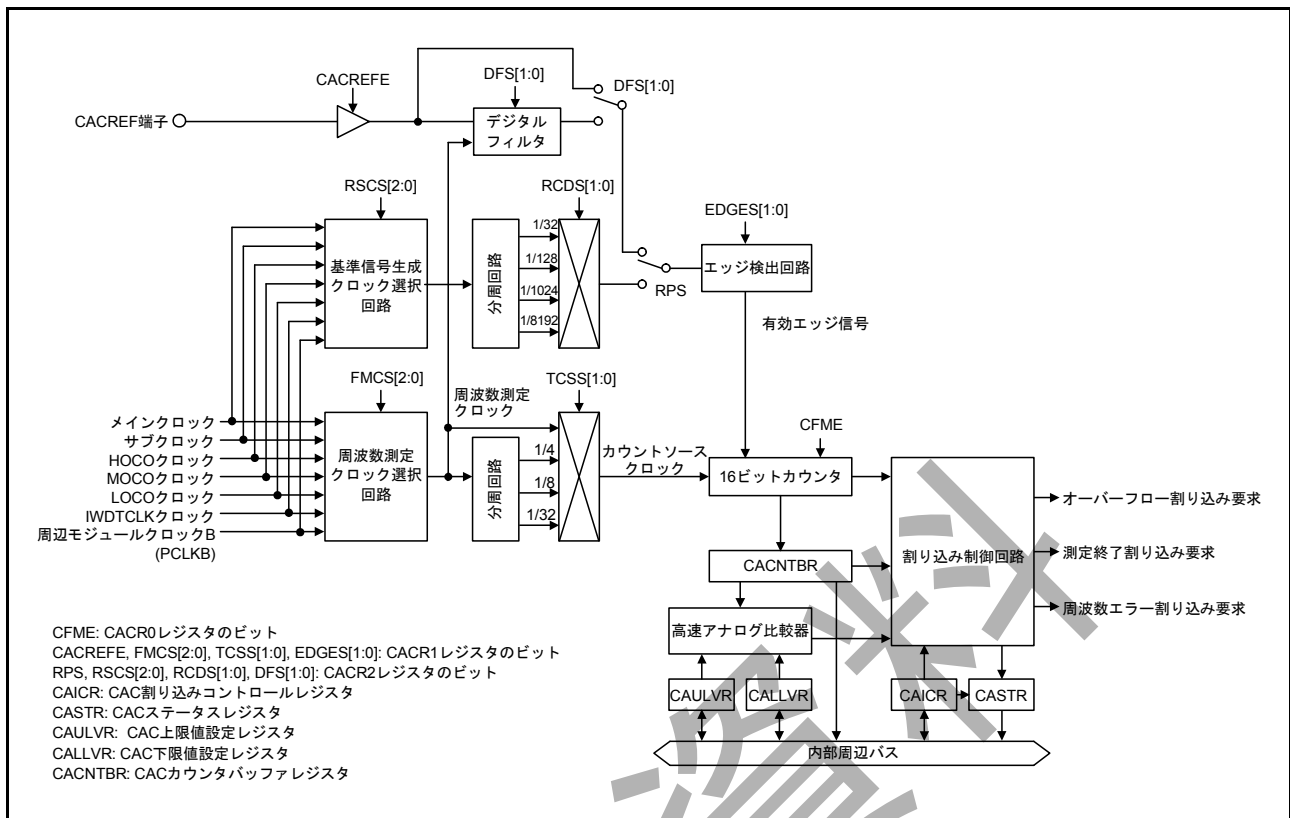 CACREFE
DFS[1:0]
DFS[1:0]
CACREF端子
デジタル
フィルタ
RSCS[2:0]
RCDS[1:0]
EDGES[1:0]
基準信号生成
クロック選択
回路
分周回路
1/32
1/128
1/1024
1/8192
RPS
エッジ検出回路
有効エッジ信号
FMCS[2:0]
周波数測定
クロック
TCSS[1:0]
メインクロック
サブクロック
HOCOクロック
MOCOクロック
LOCOクロック
IWDTCLKクロック
周辺モジュールクロックB
(PCLKB)
周波数測定
クロック選択
回路
分周回路
1/4
1/8
1/32
カウントソース
クロック
CFME
16ビットカウンタ
CACNTBR
高速アナログ比較器
割り込み制御回路
オーバーフロー割り込み要求
測定終了割り込み要求
周波数エラー割り込み要求
CAULVR
CALLVR
CAICR
CASTR
内部周辺バス
CFME: CACR0レジスタのビット
CACREFE, FMCS[2:0], TCSS[1:0], EDGES[1:0]: CACR1レジスタのビット
RPS, RSCS[2:0], RCDS[1:0], DFS[1:0]: CACR2レジスタのビット
CAICR: CAC割り込みコントロールレジスタ
CASTR: CACステータスレジスタ
CAULVR: CAC上限値設定レジスタ
CALLVR: CAC下限値設定レジスタ
CACNTBR: CACカウンタバッファレジスタ
資料